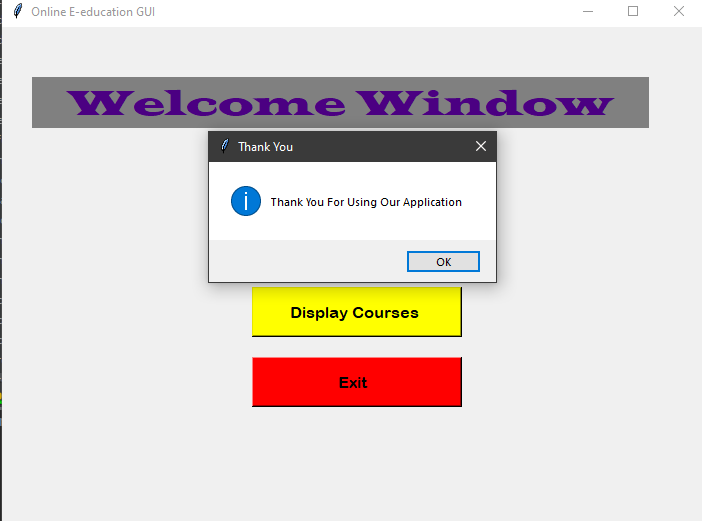 Online E-education GUI
Welcome Window
Thank You
Thank You For Using Our Application
OK
Display Courses
Exit